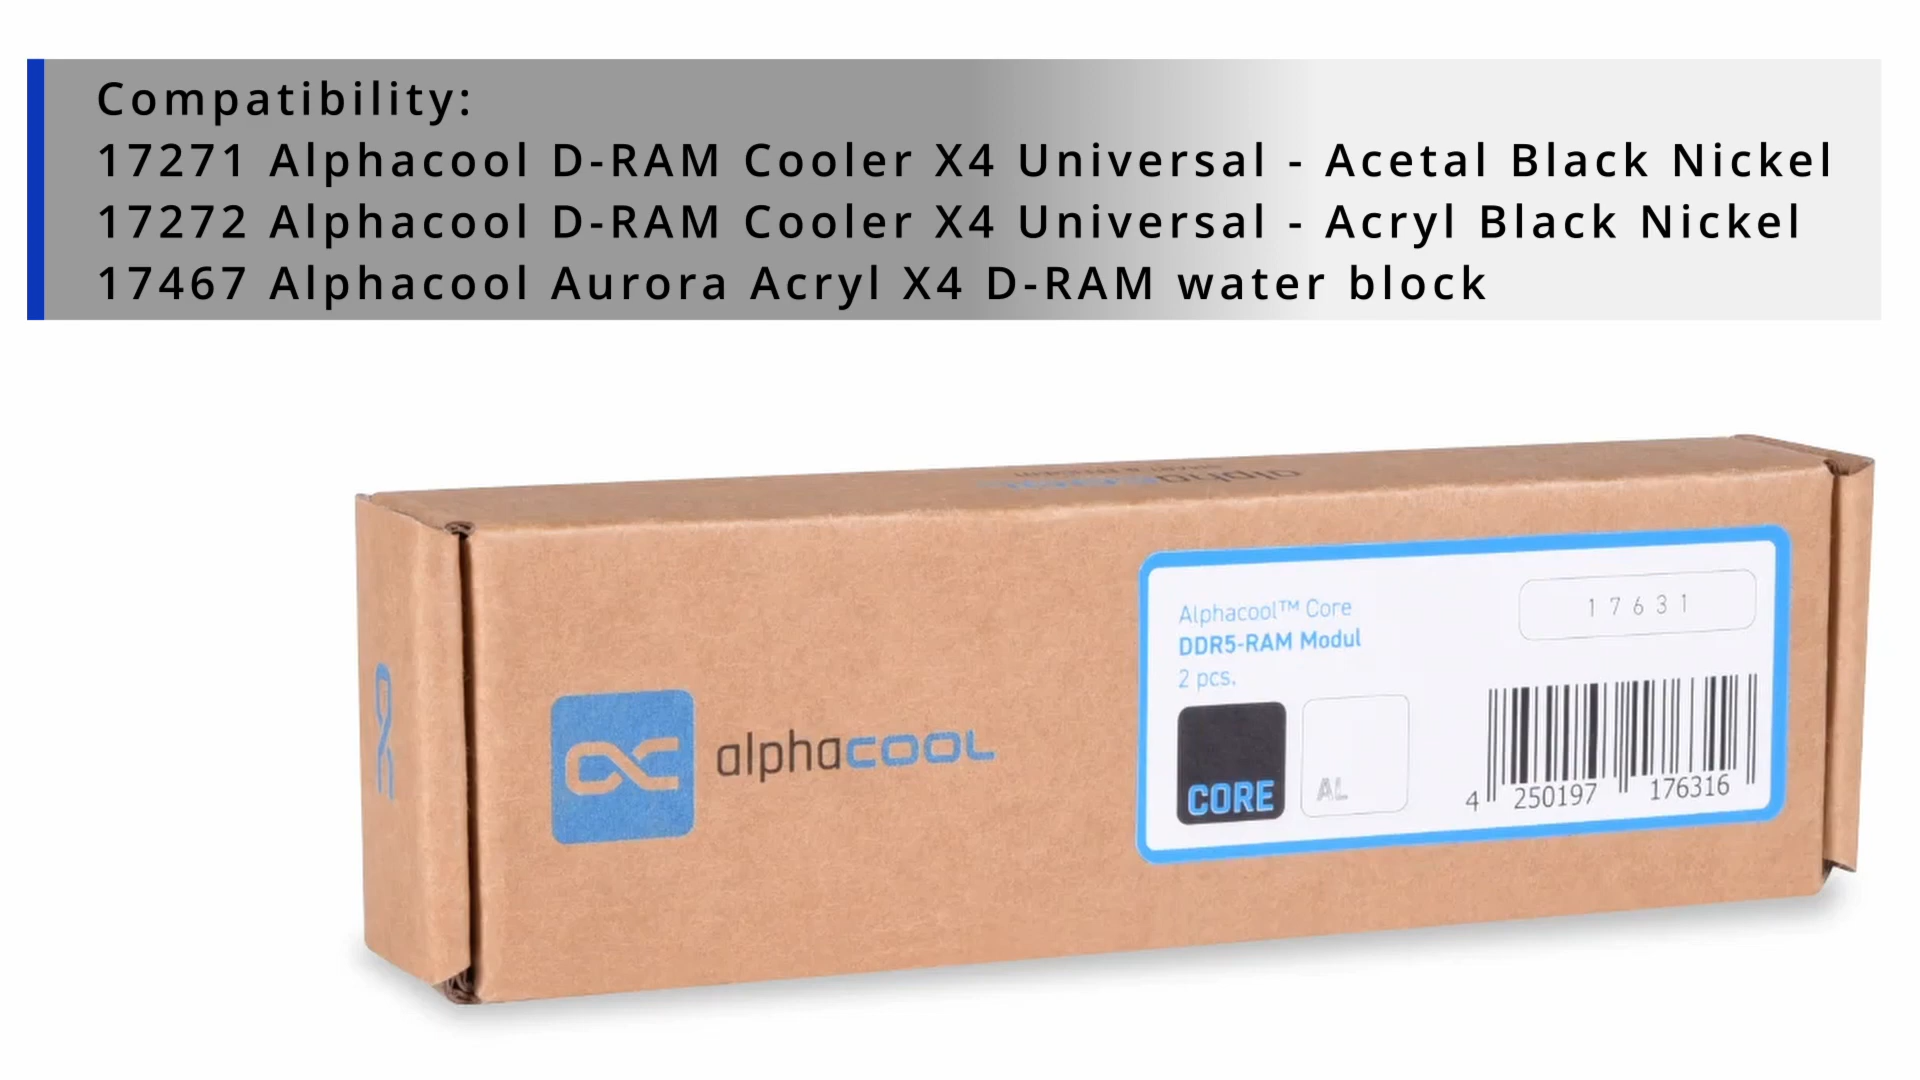 Compatibility:
17271 Alphacool D-RAM Cooler X4 Universal - Acetal Black Nickel
17272 Alphacool D-RAM Cooler X4 Universal - Acryl Black Nickel
17467 Alphacool Aurora Acryl X4 D-RAM water block
alphacool
Alphacool™ Core
17631
DDR5-RAM Modul
2 pcs.
CORE
AL
4 250197 176316
alphacool